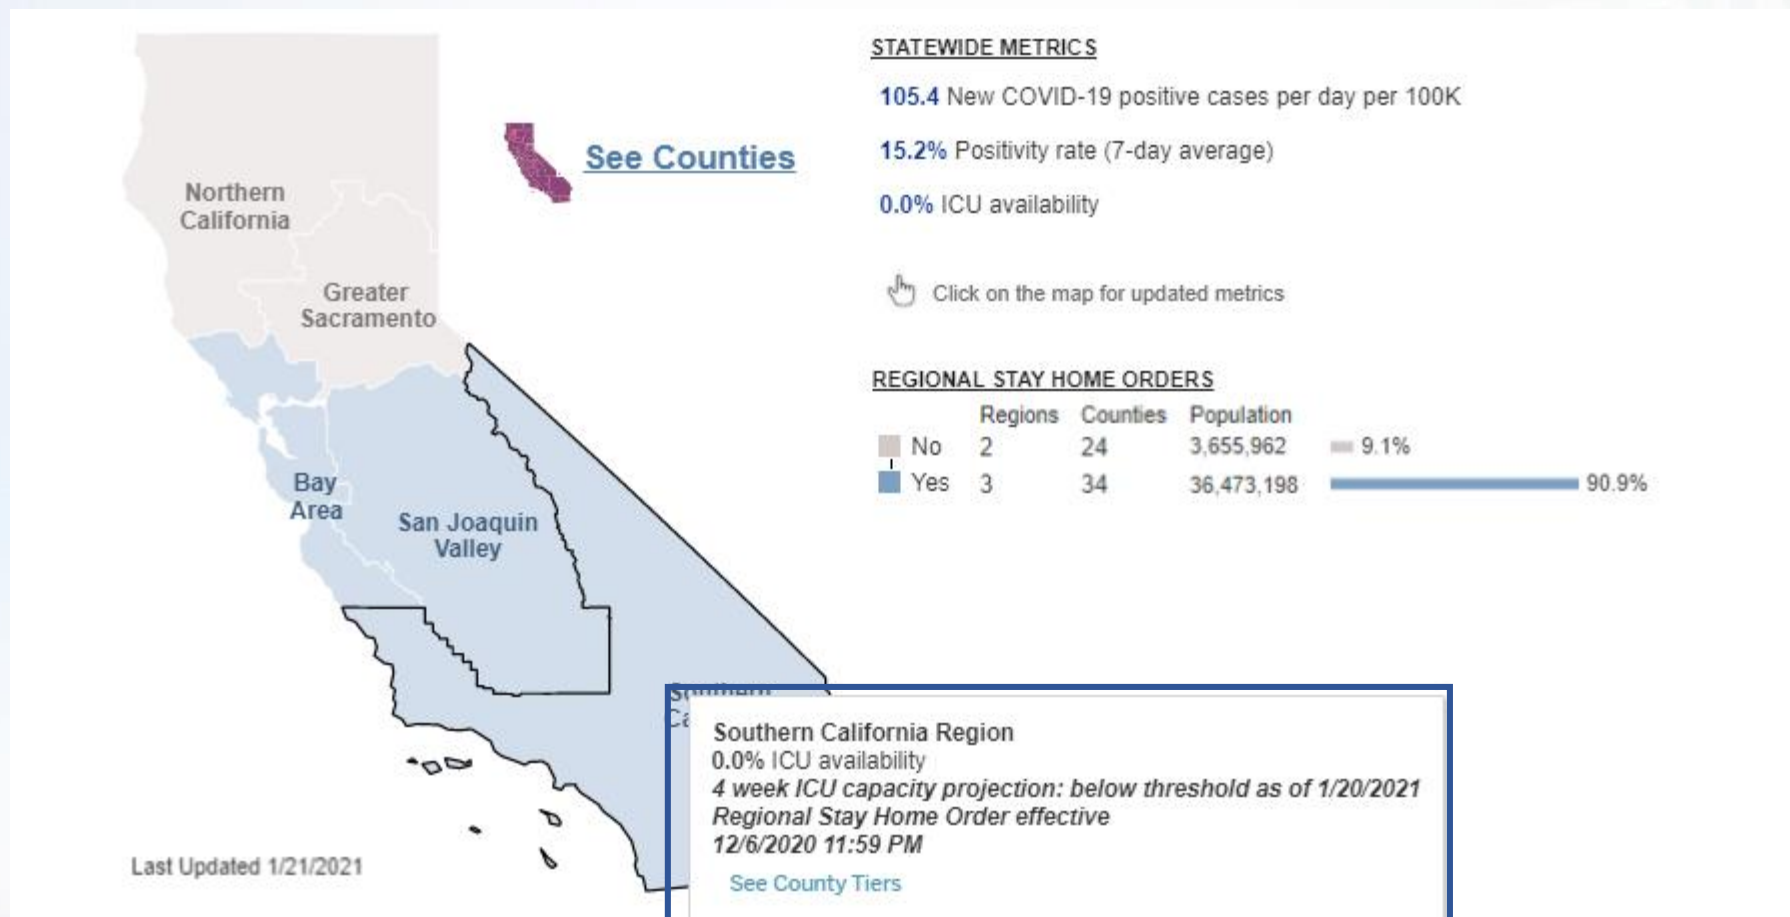 Northern
California
Greater
Sacramento
Bay
Area
San Joaquin
Valley
Southern
Last Updated 1/21/2021
See Counties
STATEWIDE METRICS
105.4 New COVID-19 positive cases per day per 100K
15.2% Positivity rate (7-day average)
0.0% ICU availability
Click on the map for updated metrics
REGIONAL STAY HOME ORDERS
Regions Counties Population
No 2 24 3,655,962 9.1%
Yes 3 34 36,473,198 90.9%
Southern California Region
0.0% ICU availability
4 week ICU capacity projection: below threshold as of 1/20/2021
Regional Stay Home Order effective
12/6/2020 11:59 PM
See County Tiers